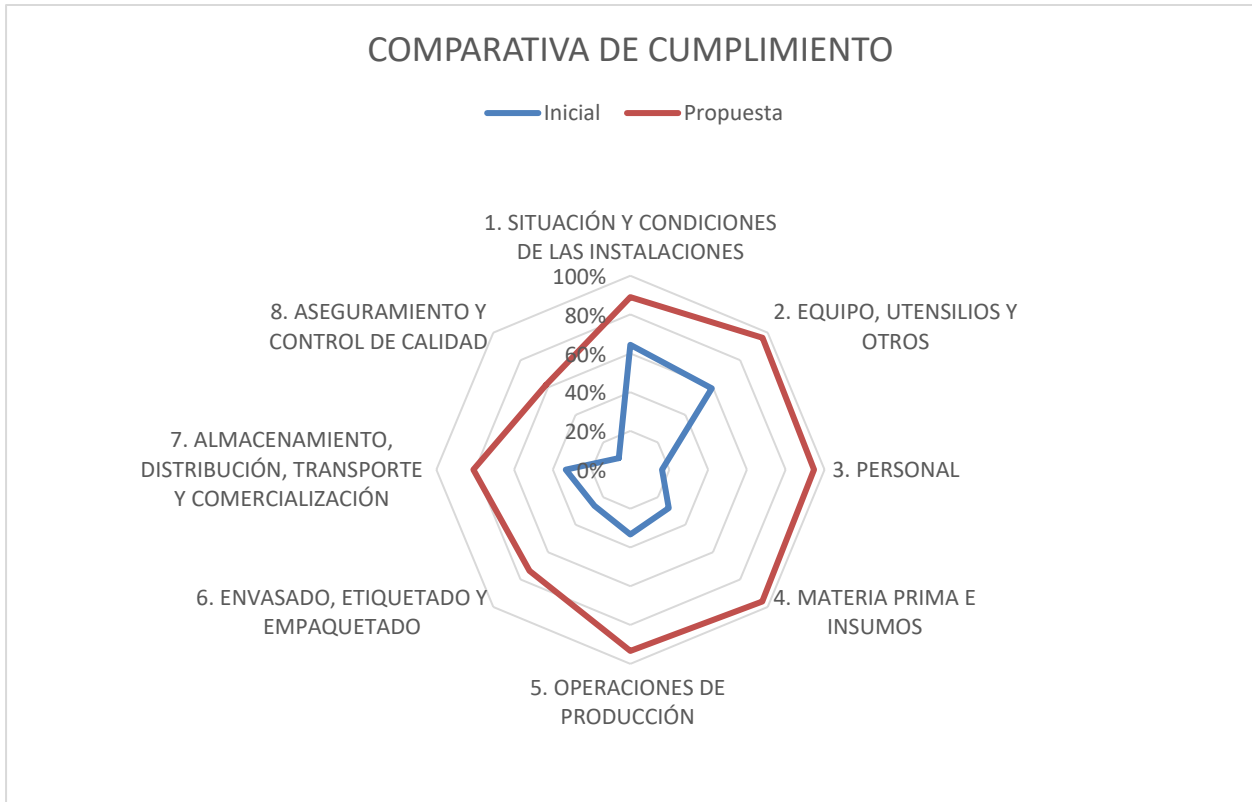 COMPARATIVA DE CUMPLIMIENTO
Inicial
Propuesta
1. SITUACIÓN Y CONDICIONES
DE LAS INSTALACIONES
2. EQUIPO, UTENSILIOS Y
OTROS
3. PERSONAL
4. MATERIA PRIMA E
INSUMOS
5. OPERACIONES DE
PRODUCCIÓN
6. ENVASADO, ETIQUETADO Y
EMPAQUETADO
7. ALMACENAMIENTO,
DISTRIBUCIÓN, TRANSPORTE
Y COMERCIALIZACIÓN
8. ASEGURAMIENTO Y
CONTROL DE CALIDAD
100%
80%
60%
40%
20%
0%